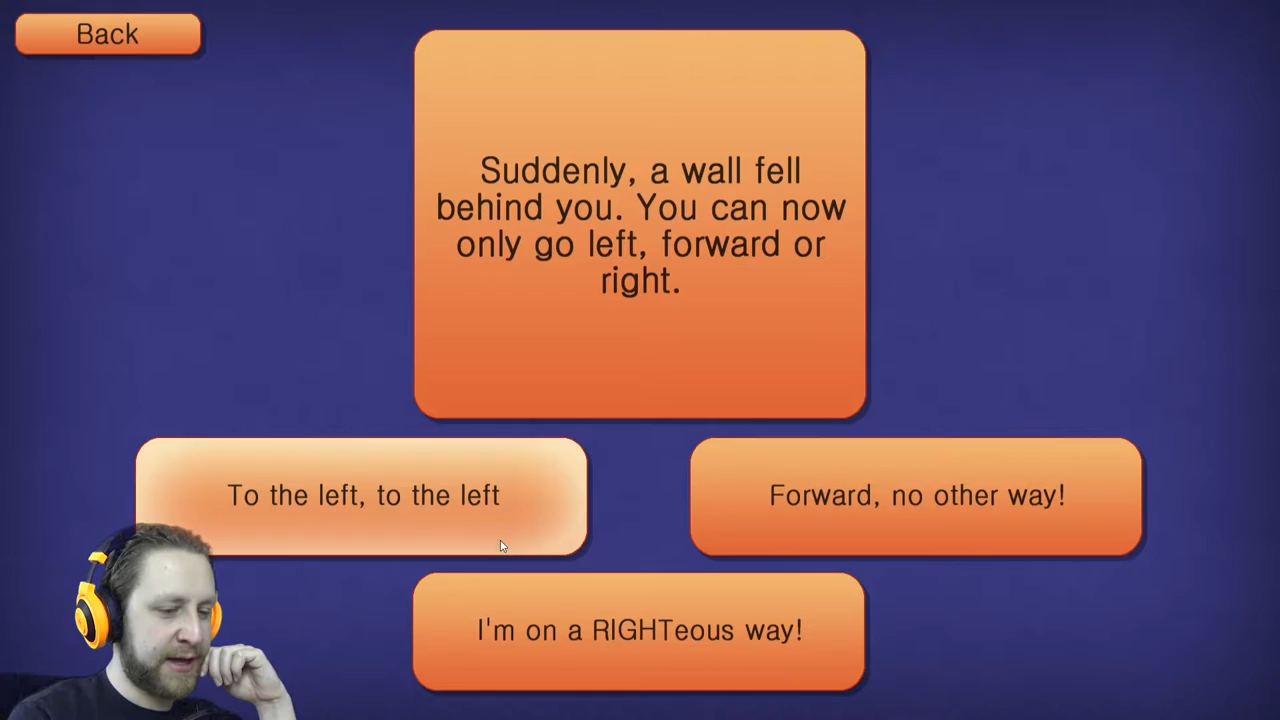 Back
Suddenly, a wall fell
behind you. You can now
only go left, forward or
right.
To the left, to the left
Forward, no other way!
I'm on a RIGHTeous way!